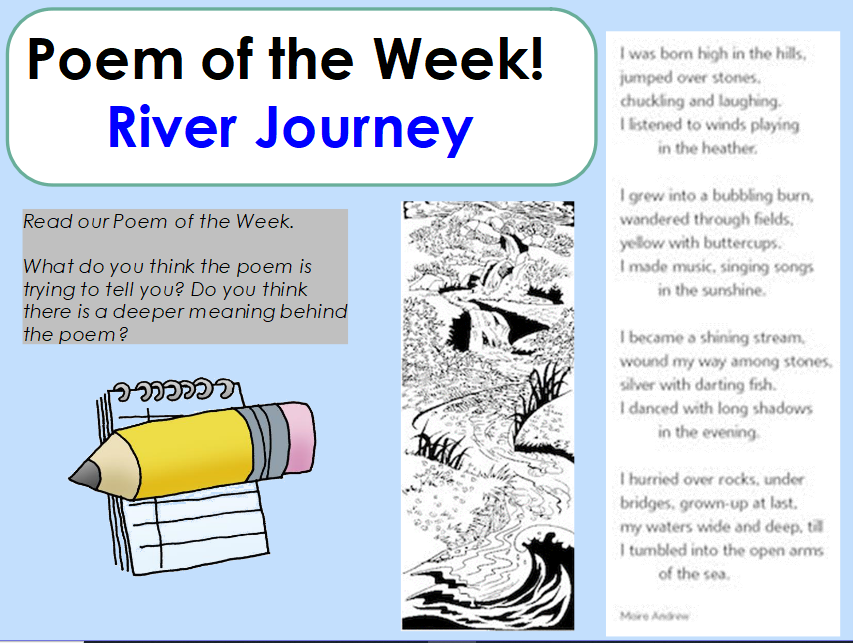 Poem of the Week!
River Journey
Read our Poem of the Week.
What do you think the poem is
trying to tell you? Do you think
there is a deeper meaning behind
the poem?
I was born high in the hills,
jumped over stones,
chuckling and laughing.
I listened to winds playing
in the heather.
I grew into a bubbling burn,
wandered through fields,
yellow with buttercups.
I made music, singing songs
in the sunshine.
I became a shining stream,
wound my way among stones,
silver with darting fish.
I danced with long shadows
in the evening.
I hurried over rocks, under
bridges, grown-up at last,
my waters wide and deep, till
I tumbled into the open arms
of the sea.
Moire Andrew